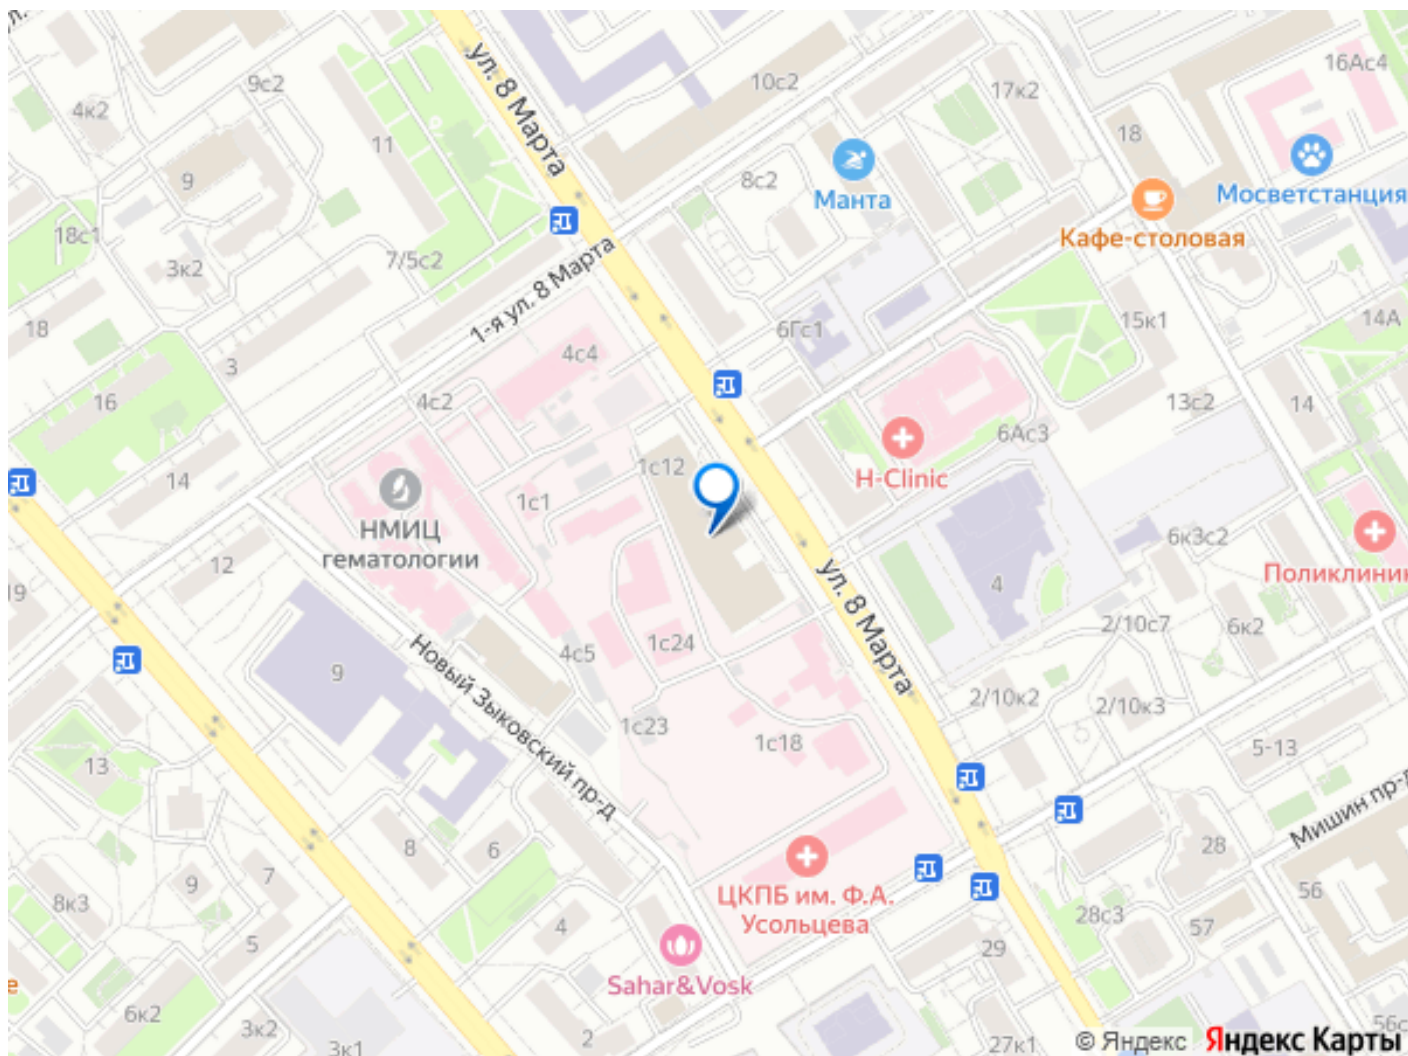 ул.
9с2
4к2
11
ул. 8 Марта
10с2
17к2
16Ас4
18
9
8с2
Манта
Мосветстанция
Кафе-столовая
18с1
3к2
7/5с2
1-я ул. 8 Марта
18
3
6Гс1
15к1
14А
4с4
16
4с2
13с2
14
6Ас3
H-Clinic
14
1с12
1с1
НМИЦ
гематологии
6к3с2
Поликлиник
12
19
4
ул. 8 Марта
2/10с7
6к2
4с5
1с24
9
Новый Зыковский пр-д
2/10к2
2/10к3
1с23
1с18
5-13
13
Мишин пр-д
8
6
28
7
9
8к3
ЦКПБ им. Ф.А.
Усольцева
56
28с3
57
4
5
29
Sahar&Vosk
е
6к2
3к2
3к1
2
27к1
56с
© Яндекс Яндекс Карты